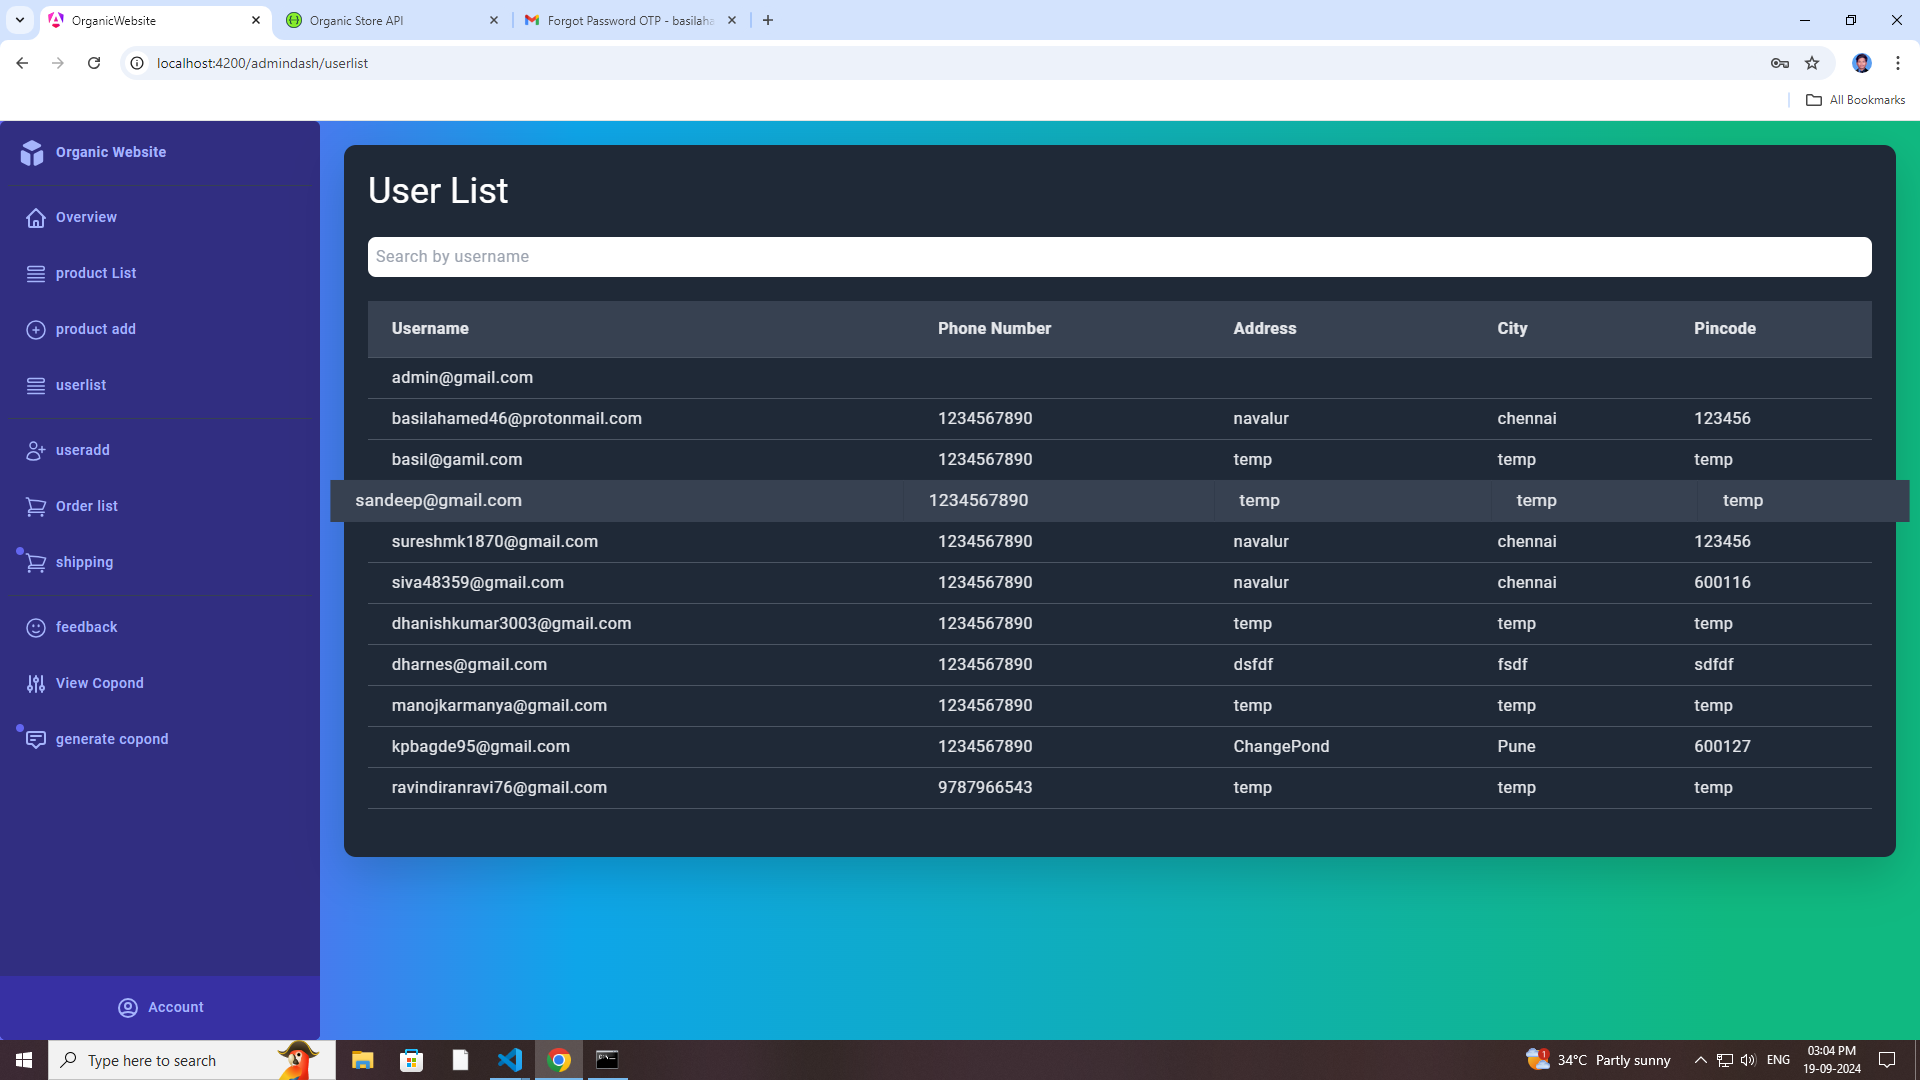 OrganicWebsite
Organic Store API
Forgot Password OTP - basilaha
localhost:4200/admindash/userlist
All Bookmarks
Organic Website
Overview
product List
product add
userlist
useradd
Order list
shipping
feedback
View Copond
generate copond
Account
User List
Search by username
Username Phone Number Address City Pincode
admin@gmail.com
basilahamed46@protonmail.com 1234567890 navalur chennai 123456
basil@gamil.com 1234567890 temp temp temp
sandeep@gmail.com 1234567890 temp temp temp
sureshmk1870@gmail.com 1234567890 navalur chennai 123456
siva48359@gmail.com 1234567890 navalur chennai 600116
dhanishkumar3003@gmail.com 1234567890 temp temp temp
dharnes@gmail.com 1234567890 dsfdf fsdf sdfdf
manojkarmanya@gmail.com 1234567890 temp temp temp
kpbagde95@gmail.com 1234567890 ChangePond Pune 600127
ravindiranravi76@gmail.com 9787966543 temp temp temp
Type here to search
1
34°C Partly sunny
ENG
03:04 PM
19-09-2024